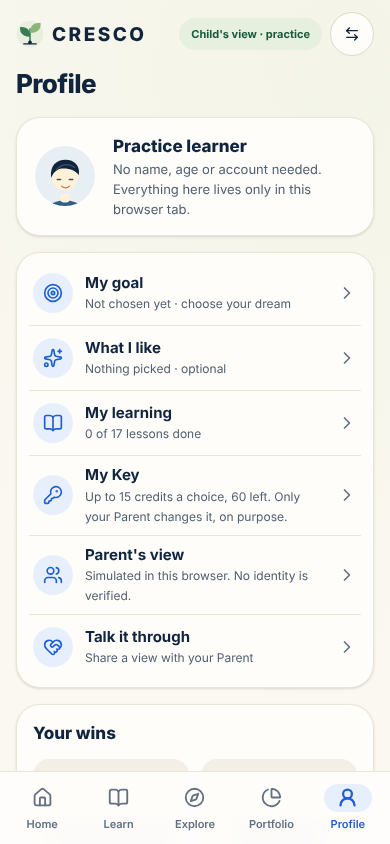 CRESCO
Child's view · practice
Profile
Practice learner
No name, age or account needed.
Everything here lives only in this
browser tab.
My goal
Not chosen yet · choose your dream
What I like
Nothing picked · optional
My learning
0 of 17 lessons done
My Key
Up to 15 credits a choice, 60 left. Only
your Parent changes it, on purpose.
Parent's view
Simulated in this browser. No identity is
verified.
Talk it through
Share a view with your Parent
Your wins
Home
Learn
Explore
Portfolio
Profile